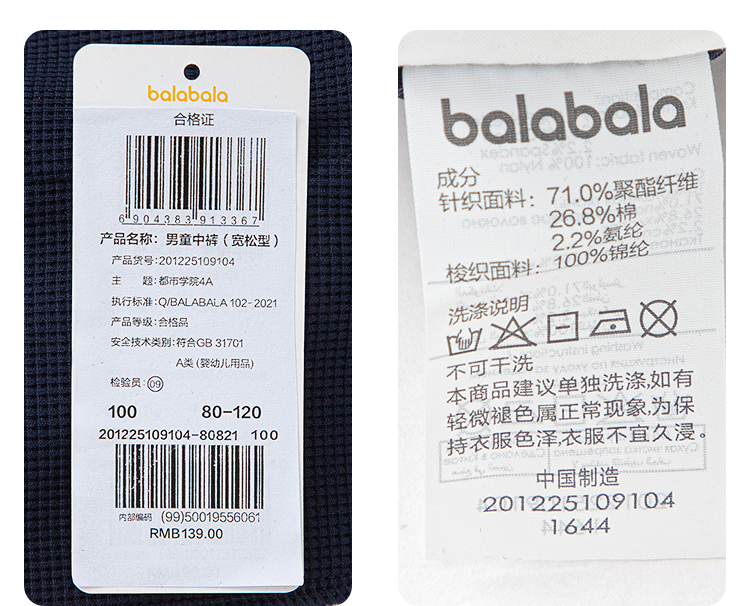 balabala
合格证
6904383913367
产品名称：男童中裤（宽松型）
产品货号：201225109104
主 题：都市学院4A
执行标准：Q/BALABALA 102-2021
产品等级：合格品
安全技术类别：符合GB 31701
A类 (婴幼儿用品)
检验员：09
100 80-120
201225109104-80821 100
内部编码 (99)50019556061
RMB139.00
balabala
成分
针织面料：71.0%聚酯纤维
26.8%棉
2.2%氨纶
梭织面料：100%锦纶
洗涤说明
不可干洗
本商品建议单独洗涤,如有
轻微褪色,属正常现象,为保
持衣服色泽,衣服不宜久浸。
中国制造
201225109104
1644